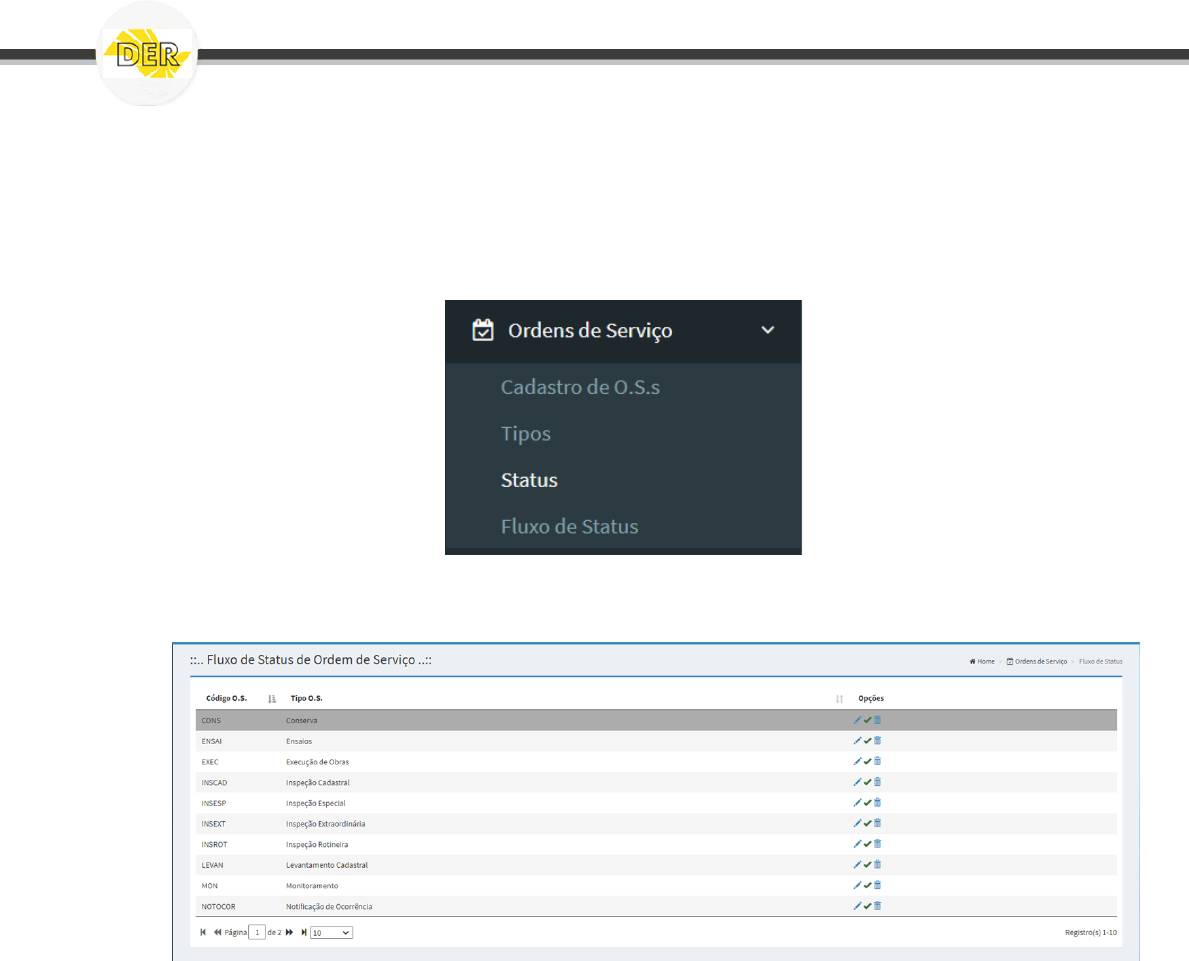 DER
Ordens de Serviço
Cadastro de O.S.s
Tipos
Status
Fluxo de Status
::.. Fluxo de Status de Ordem de Serviço ..::
Home > Ordens de Serviço > Fluxo de Status
Código O.S. Tipo O.S. Opções
CONS Conserva
ENSAI Ensaios
EXEC Execução de Obras
INSCAD Inspeção Cadastral
INSESP Inspeção Especial
INSEXT Inspeção Extraordinária
INSROT Inspeção Rotineira
LEVAN Levantamento Cadastral
MON Monitoramento
NOTOCOR Notificação de Ocorrência
Página 1 de 2 10 Registro(s) 1-10